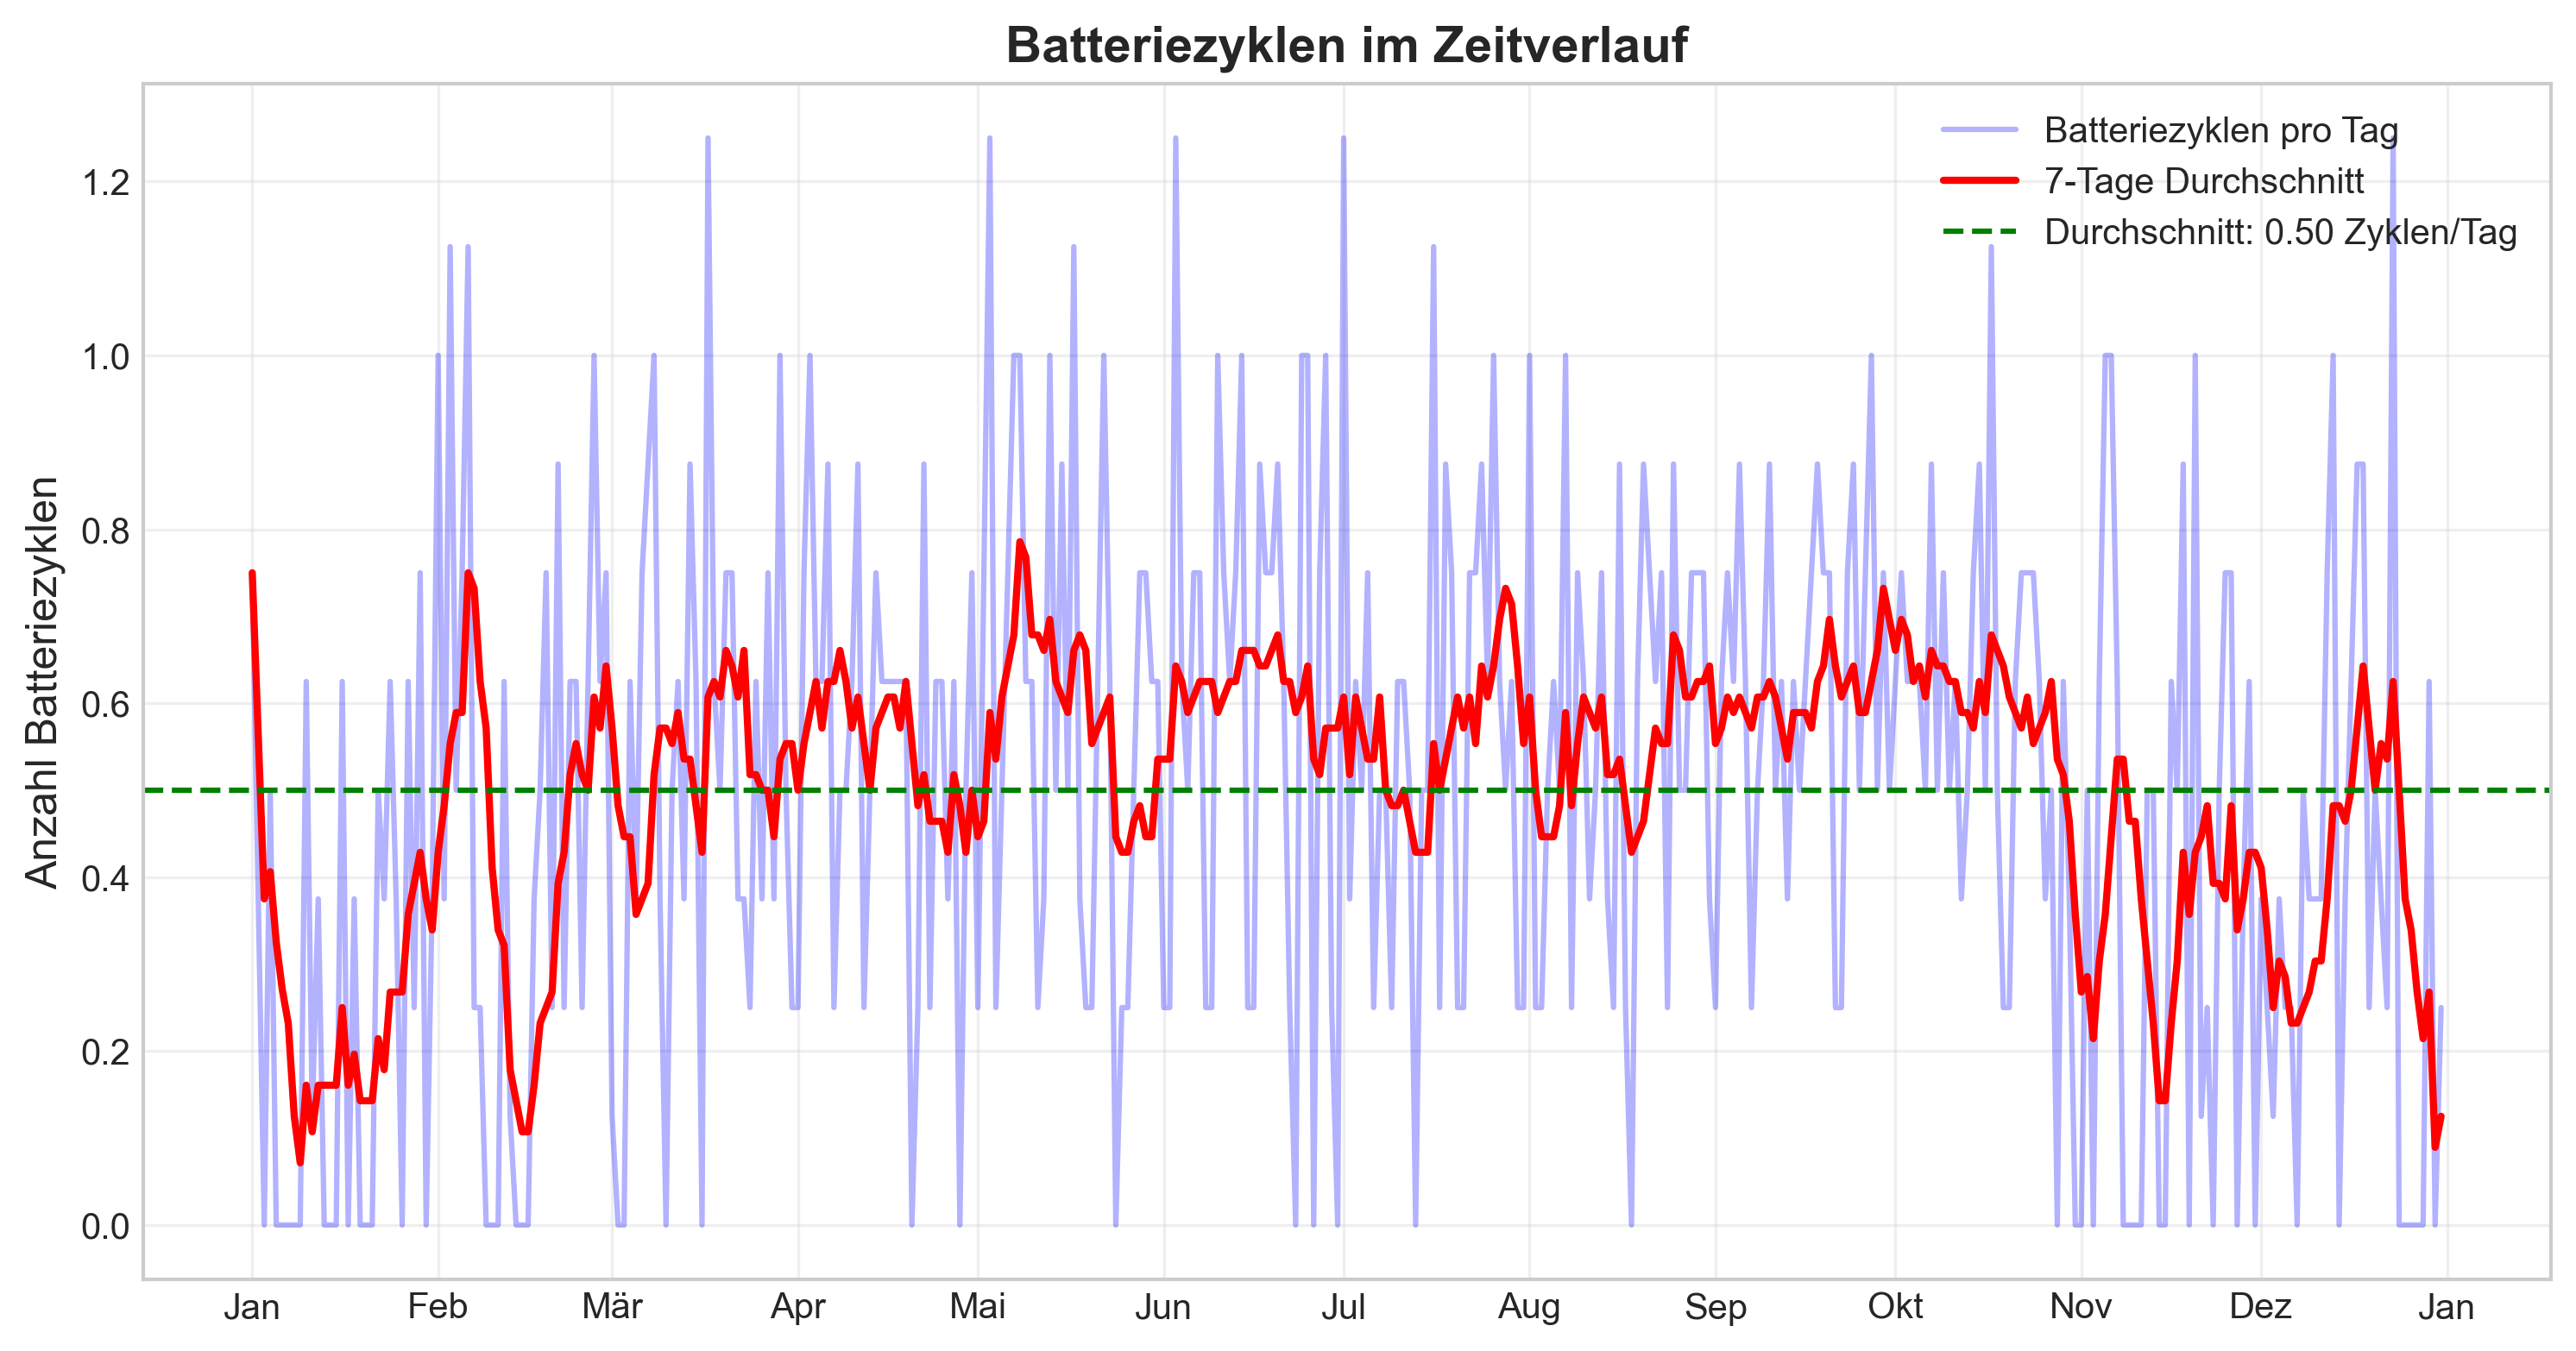 Batteriezyklen im Zeitverlauf
Batteriezyklen pro Tag
7-Tage Durchschnitt
Durchschnitt: 0.50 Zyklen/Tag
Anzahl Batteriezyklen
1.2
1.0
0.8
0.6
0.4
0.2
0.0
Jan Feb Mär Apr Mai Jun Jul Aug Sep Okt Nov Dez Jan